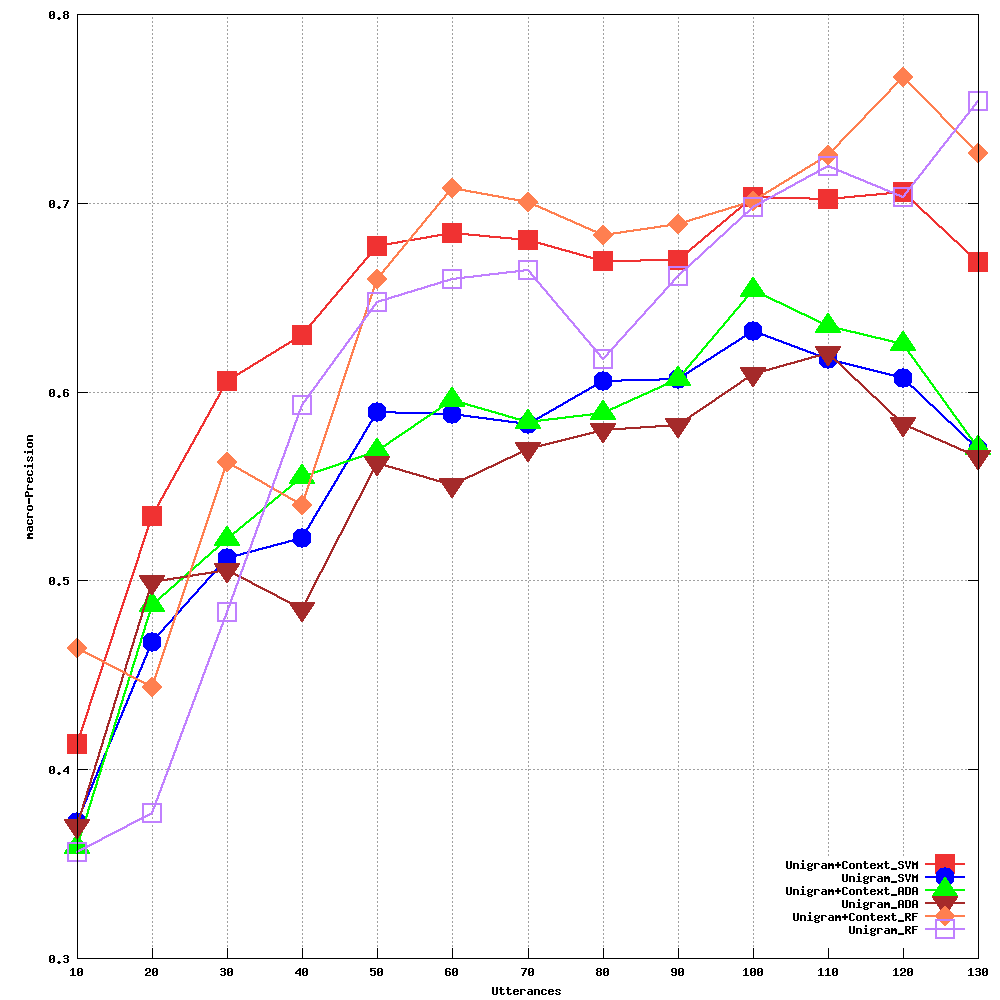 0.8
0.7
0.6
0.5
0.4
0.3
macro-Precision
10 20 30 40 50 60 70 80 90 100 110 120 130
Utterances
Unigram+Context_SVM
Unigram_SVM
Unigram+Context_ADA
Unigram_ADA
Unigram+Context_RF
Unigram_RF